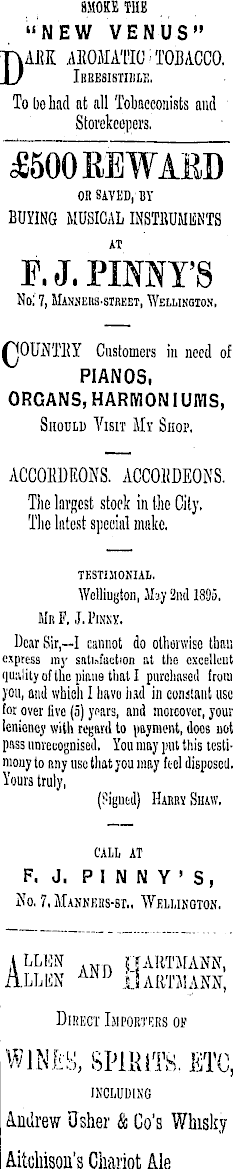 SMOKE THE
"NEW VENUS"
DARK AROMATIC TOBACCO.
IRRESISTIBLE.
To be had at all Tobacconists and
Storekeepers.
£500 REWARD
OR SAVED, BY
BUYING MUSICAL INSTRUMENTS
AT
F. J. PINNY'S
No. 7, MANNERS-STREET, WELLINGTON.
COUNTRY Customers in need of
PIANOS,
ORGANS, HARMONIUMS,
SHOULD VISIT MY SHOP.
ACCORDEONS. ACCORDEONS.
The largest stock in the City.
The latest special make.
TESTIMONIAL.
Wellington, May 2nd 1895.
MR F. J. PINNY.
Dear Sir,—I cannot do otherwise than
express my satisfaction at the excellent
quality of the piano that I purchased from
you, and which I have had in constant use
for over five (5) years, and moreover, your
leniency with regard to payment, does not
pass unrecognised. You may put this testi-
mony to any use that you may feel disposed.
Yours truly,
(Signed) HARRY SHAW.
CALL AT
F. J. PINNY'S,
No. 7, MANNERS-ST., WELLINGTON.
ALLEN AND HARTMANN,
ALLEN HARTMANN,
DIRECT IMPORTERS OF
WINES, SPIRITS. ETC,
INCLUDING
Andrew Usher & Co's Whisky
Aitchison's Chariot Ale